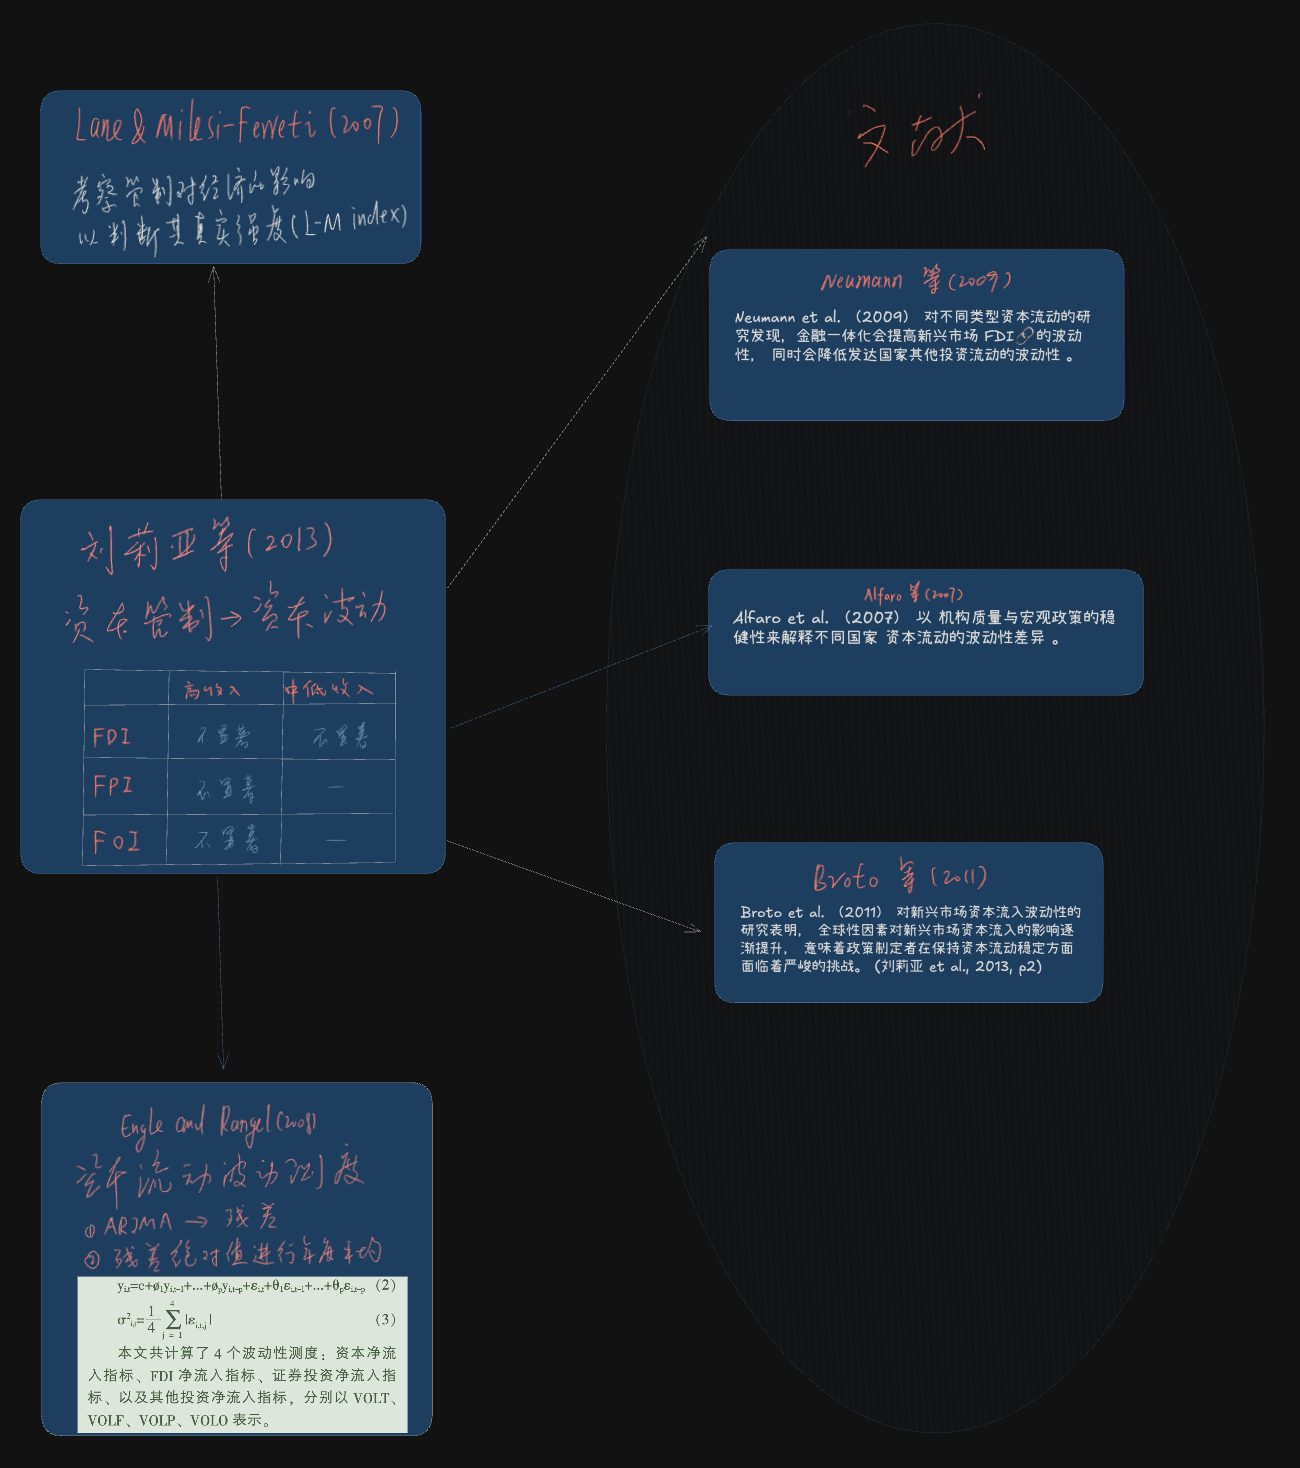 Lane & Milesi-Ferreti (2007)
考察管制对经济的影响
以判断其真实强度(L-M index)
刘莉亚等(2013)
资本管制→资本波动
高收入 中低收入
FDI 不显著 不显著
FPI 不显著 —
FOI 不显著 —
Engle and Rangel(2008)
资本流动波动测度
① ARIMA → 残差
② 残差绝对值进行年度平均
y_{i,t}=c+ø_1y_{i,t-1}+…+ø_py_{i,t-p}+ε_{i,t}+θ_1ε_{i,t-1}+…+θ_pε_{i,t-p} (2)
σ²_{i,t}=1/4 ∑_{j=1}^{4} |ε_{i,t,j}| (3)
本文共计算了 4 个波动性测度：资本净流
入指标、FDI 净流入指标、证券投资净流入指
标、以及其他投资净流入指标，分别以 VOLT、
VOLF、VOLP、VOLO 表示。
文献
Neumann 等(2009)
Neumann et al. （2009） 对不同类型资本流动的研
究发现，金融一体化会提高新兴市场 FDI🔗的波动
性， 同时会降低发达国家其他投资流动的波动性 。
Alfaro 等(2007)
Alfaro et al. （2007） 以 机构质量与宏观政策的稳
健性来解释不同国家 资本流动的波动性差异 。
Broto 等(2011)
Broto et al. （2011） 对新兴市场资本流入波动性的
研究表明， 全球性因素对新兴市场资本流入的影响逐
渐提升， 意味着政策制定者在保持资本流动稳定方面
面临着严峻的挑战。 (刘莉亚 et al., 2013, p2)